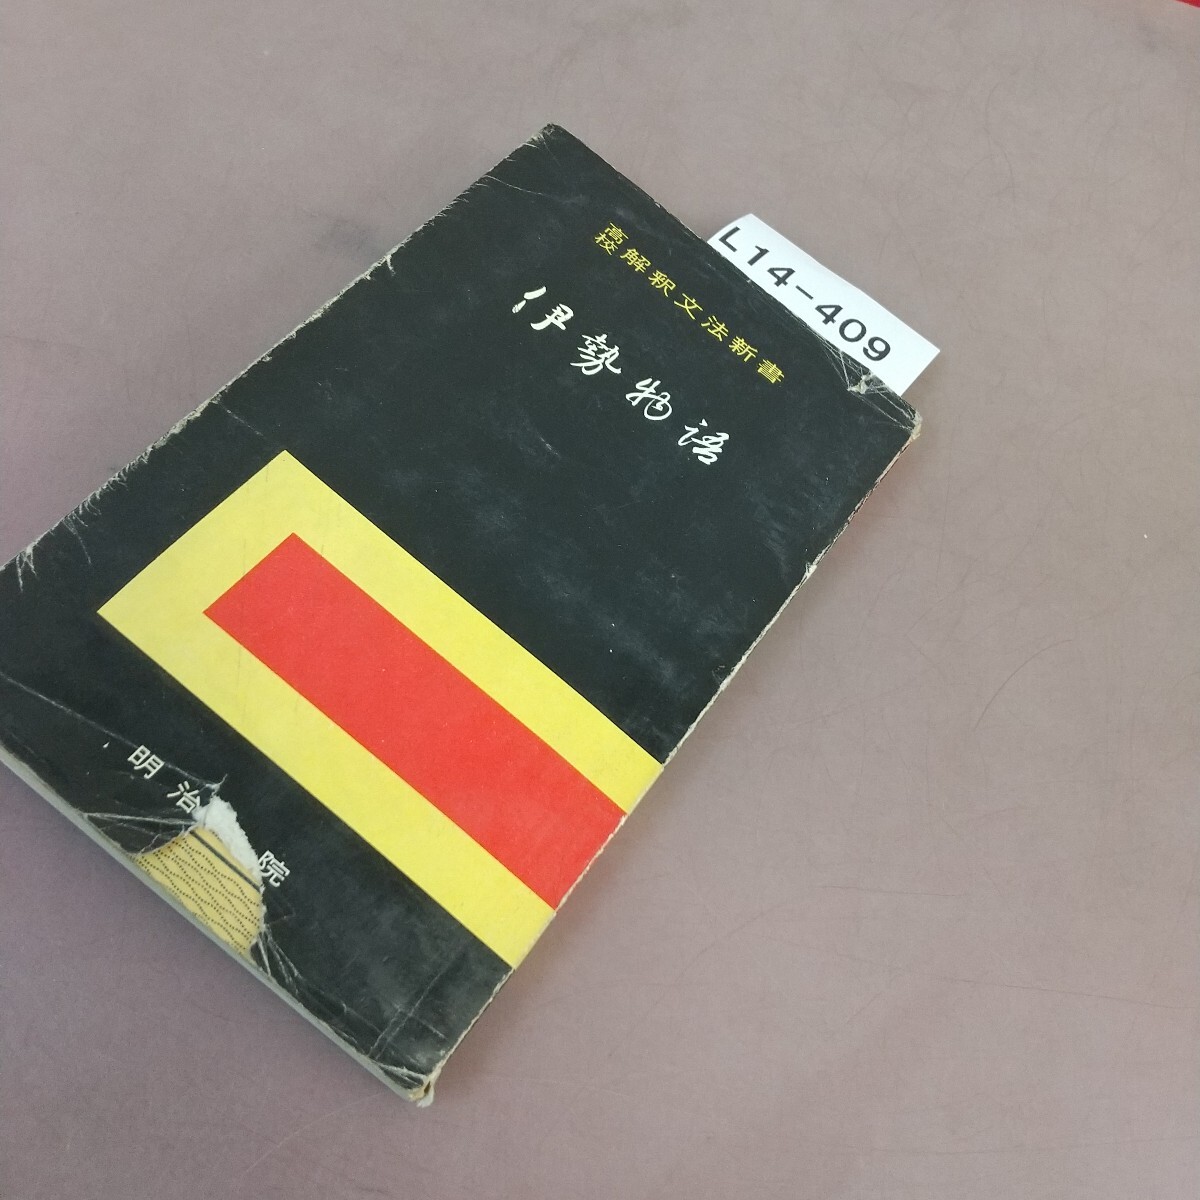 高校解釈文法新書
伊勢物語
L14-409
明治
院